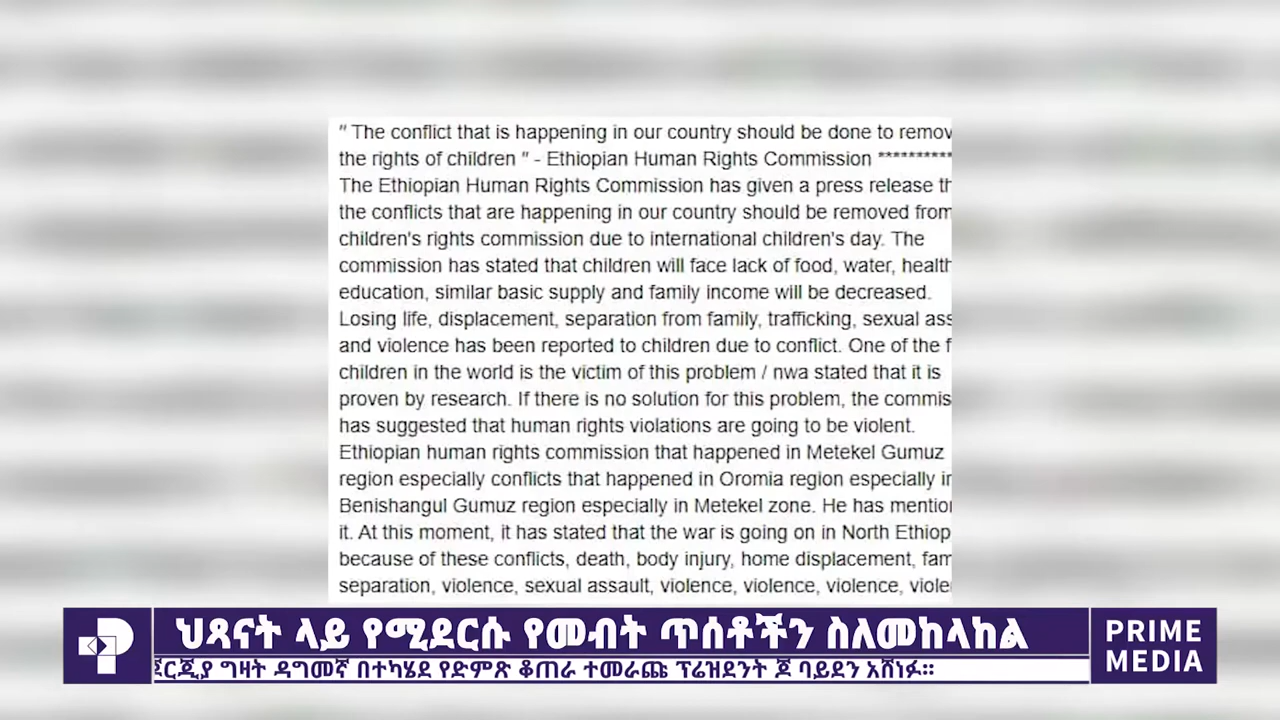 " The conflict that is happening in our country should be done to remov
the rights of children " - Ethiopian Human Rights Commission **********
The Ethiopian Human Rights Commission has given a press release th
the conflicts that are happening in our country should be removed from
children's rights commission due to international children's day. The
commission has stated that children will face lack of food, water, health
education, similar basic supply and family income will be decreased.
Losing life, displacement, separation from family, trafficking, sexual ass
and violence has been reported to children due to conflict. One of the f
children in the world is the victim of this problem / nwa stated that it is
proven by research. If there is no solution for this problem, the commis
has suggested that human rights violations are going to be violent.
Ethiopian human rights commission that happened in Metekel Gumuz
region especially conflicts that happened in Oromia region especially in
Benishangul Gumuz region especially in Metekel zone. He has mention
it. At this moment, it has stated that the war is going on in North Ethiop
because of these conflicts, death, body injury, home displacement, fam
separation, violence, sexual assault, violence, violence, violence, viole
ህጻናት ላይ የሚደርሱ የመብት ጥሰቶችን ስለመከላከል
ጆርጂያ ግዛት ዳግመኛ በተካሄደ የድምጽ ቆጠራ ተመራጩ ፕሬዝደንት ጆ ባይደን አሸነፉ።
PRIME
MEDIA